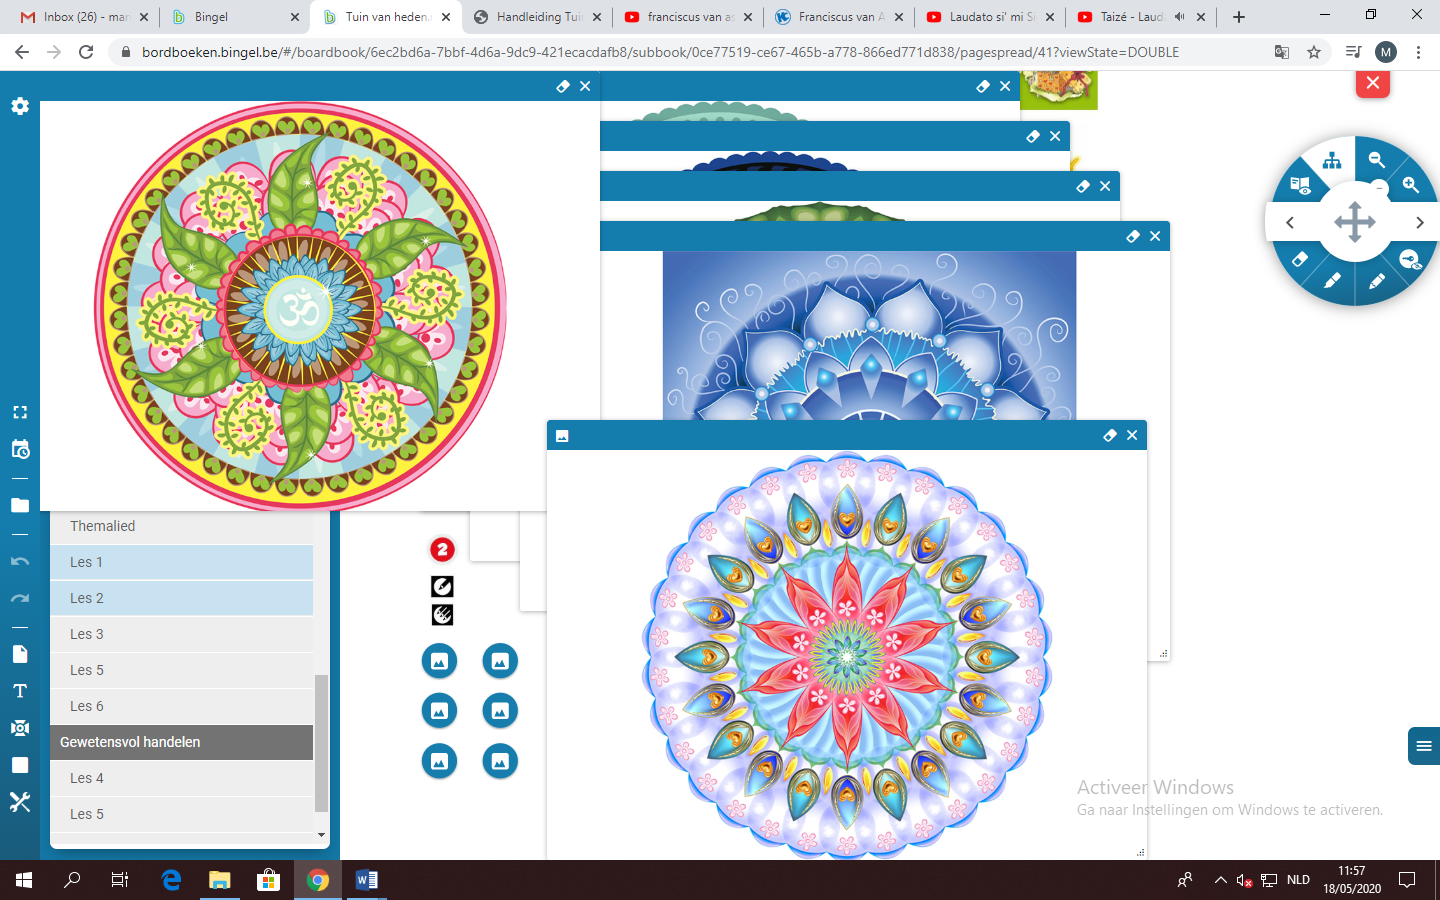 Inbox (26) - man
Bingel
Tuin van heden.
Handleiding Tui
franciscus van as
Franciscus van A
Laudato si' mi Si
Taizé - Laud
bordboeken.bingel.be/#/boardbook/6ec2bd6a-7bbf-4d6a-9dc9-421ecacdafb8/subbook/0ce77519-ce67-465b-a778-866ed771d838/pagespread/41?viewState=DOUBLE
M
ॐ
Themalied
Les 1
Les 2
Les 3
Les 5
Les 6
Gewetensvol handelen
Les 4
Les 5
2
T
Activeer Windows
Ga naar Instellingen om Windows te activeren.
NLD
11:57
18/05/2020